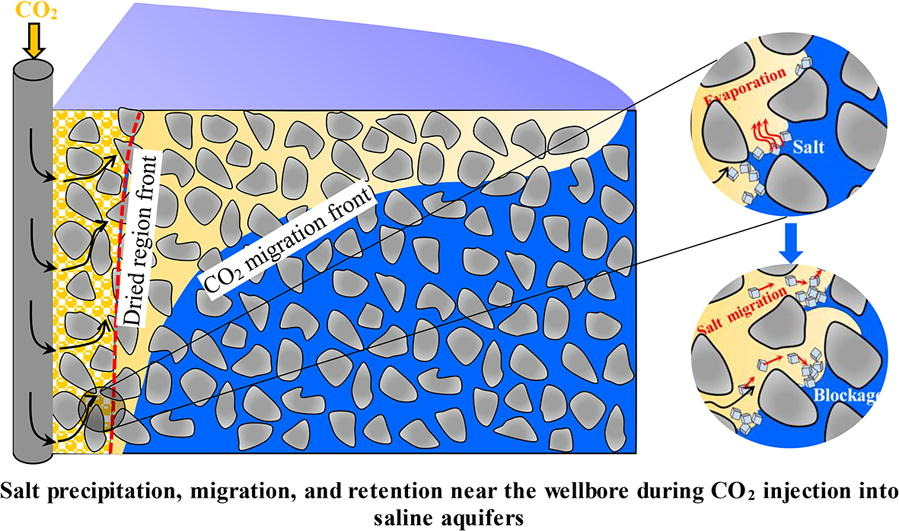 CO₂
Dried region front
CO₂ migration front
Evaporation
Salt
Salt migration
Blockage
Salt precipitation, migration, and retention near the wellbore during CO₂ injection into
saline aquifers